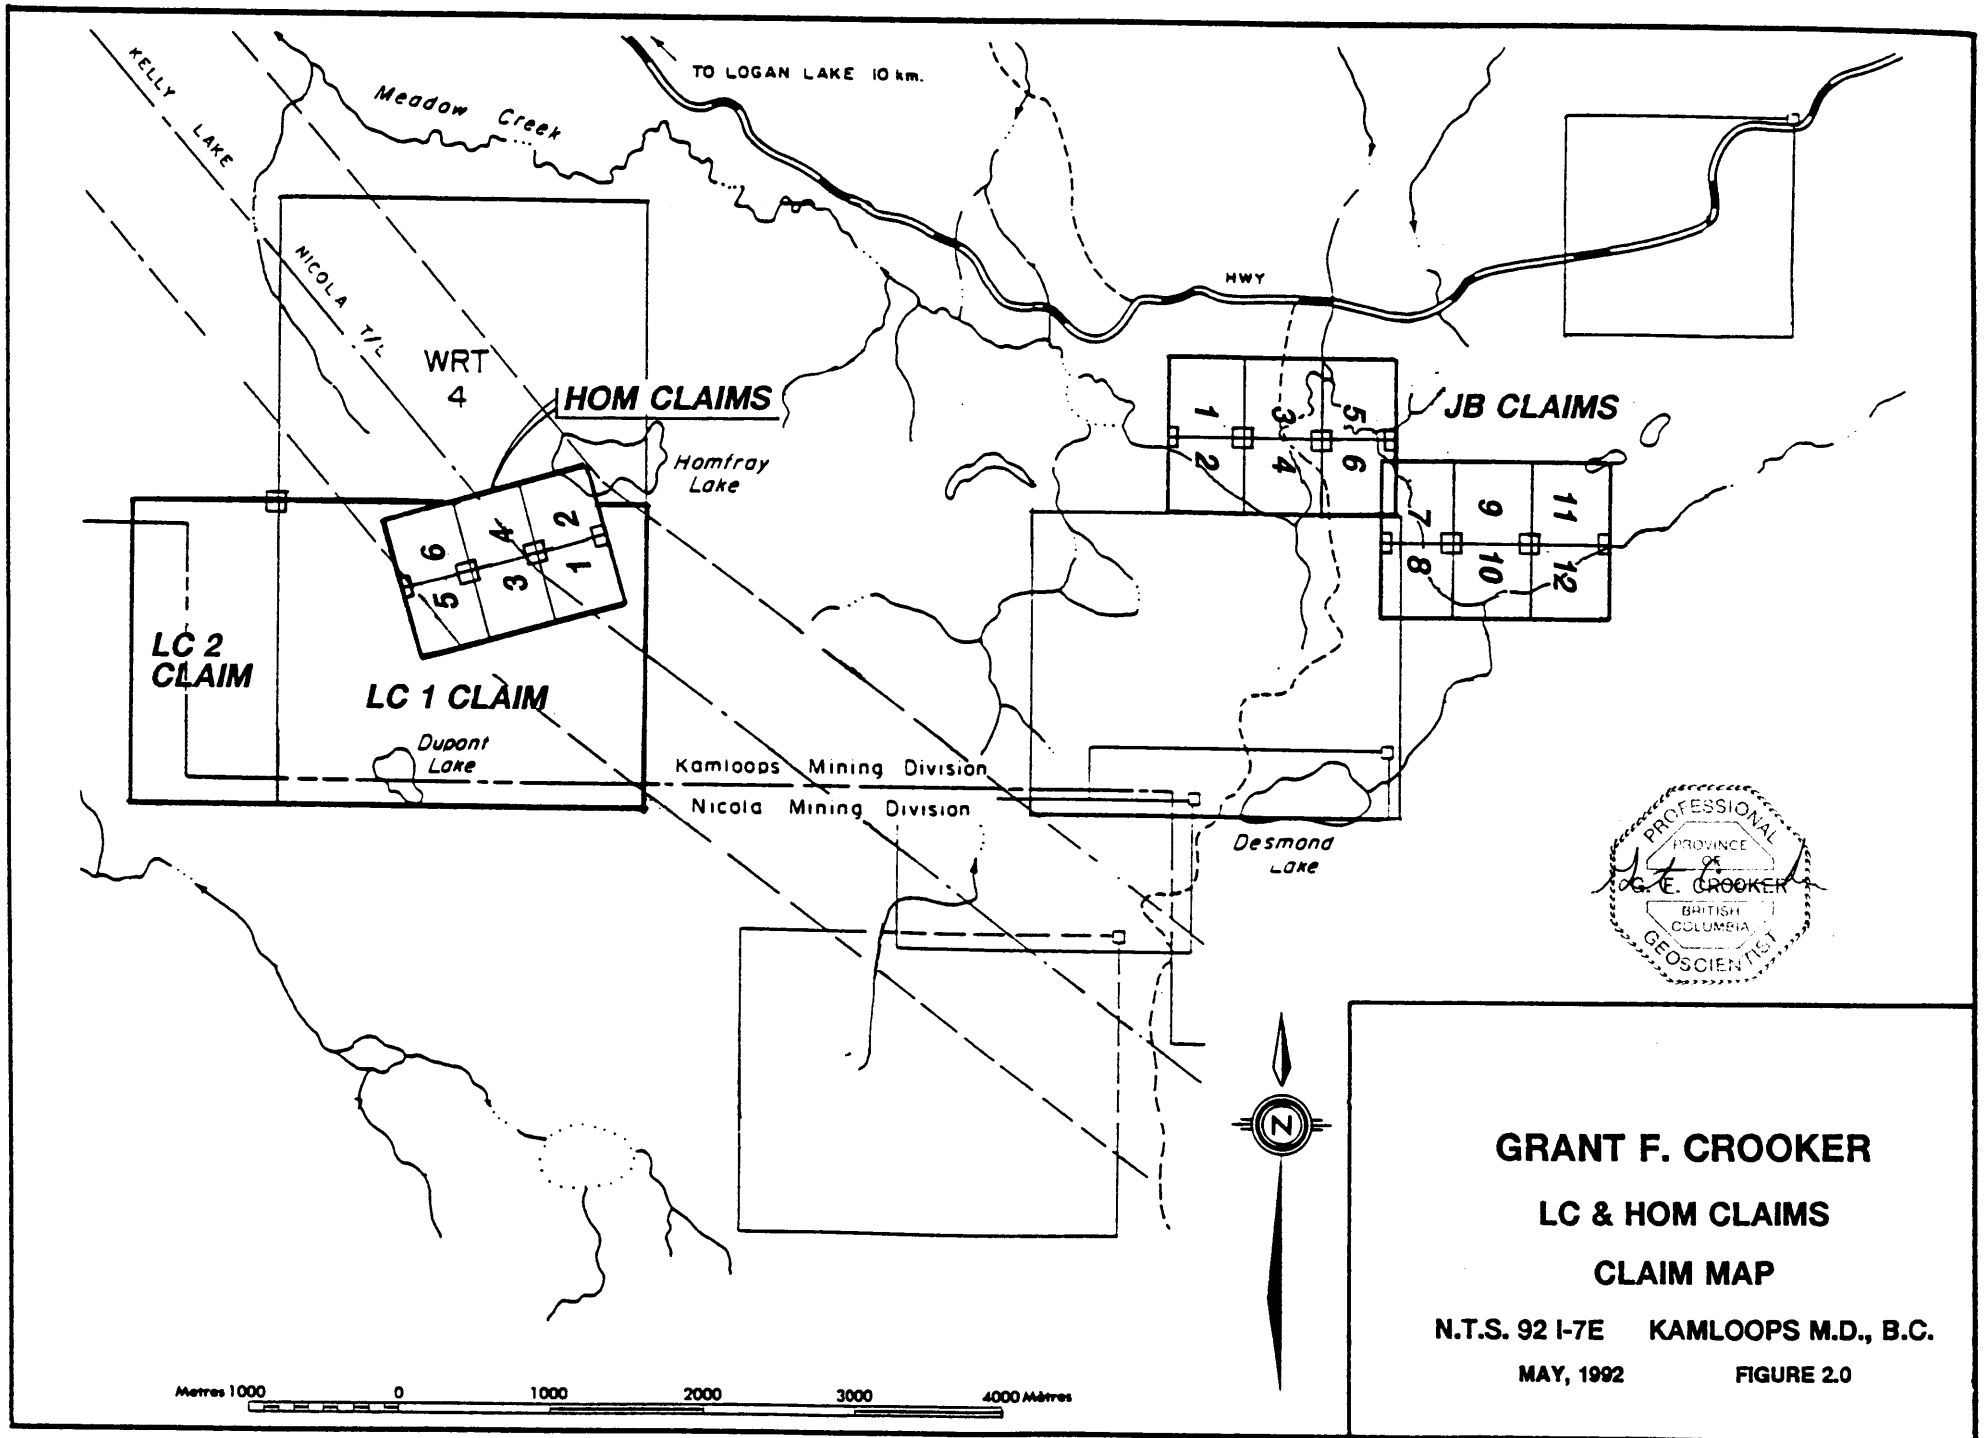 TO LOGAN LAKE 10 km.
KELLY LAKE NICOLA T/L
Meadow Creek
HWY
WRT
4
HOM CLAIMS
Homfray
Lake
JB CLAIMS
1
3
5
2
4
6
7
9
11
8
10
12
2
4
6
1
3
5
LC 2
CLAIM
LC 1 CLAIM
Dupont
Lake
Kamloops Mining Division
Nicola Mining Division
Desmond
Lake
PROFESSIONAL
PROVINCE
OF
G. E. CROOKER
BRITISH
COLUMBIA
GEOSCIENTIST
N
GRANT F. CROOKER
LC & HOM CLAIMS
CLAIM MAP
N.T.S. 92 I-7E KAMLOOPS M.D., B.C.
MAY, 1992 FIGURE 2.0
Metres 1000 0 1000 2000 3000 4000 Mètres